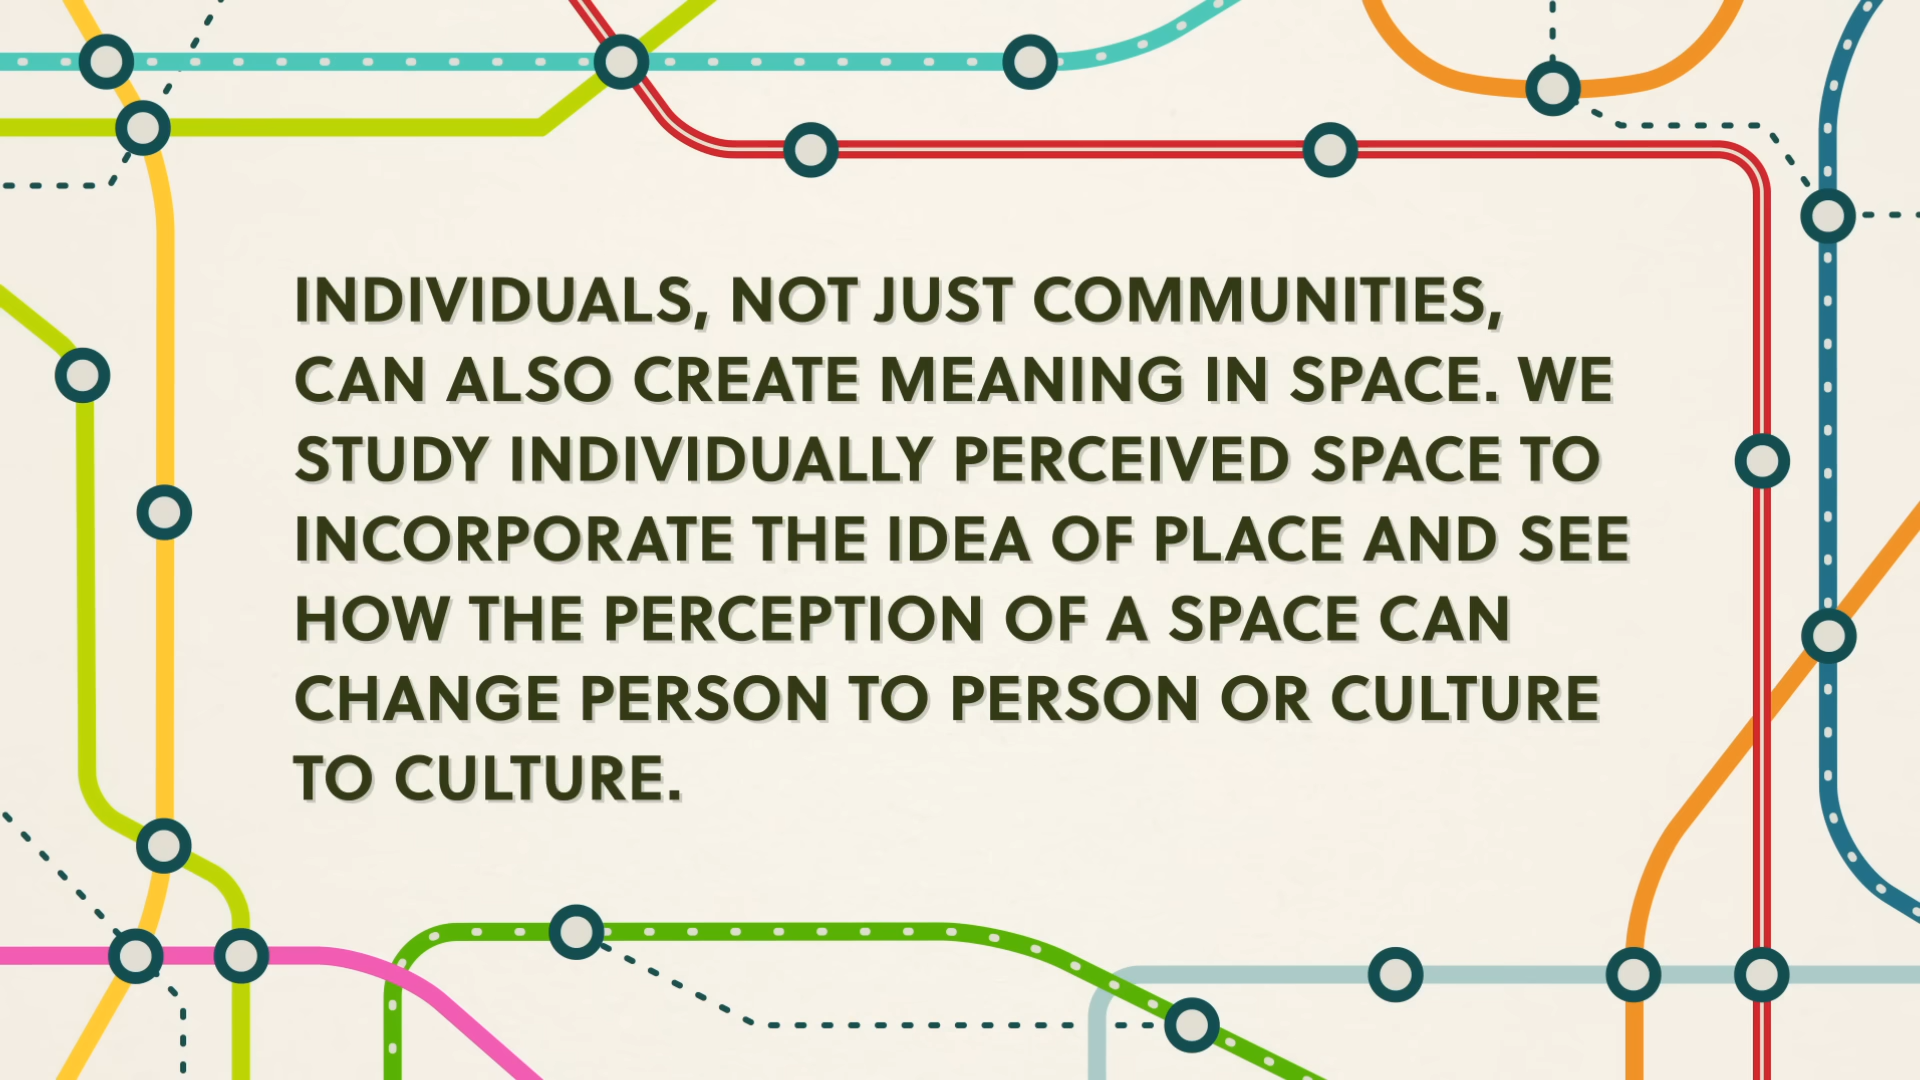 INDIVIDUALS, NOT JUST COMMUNITIES,
CAN ALSO CREATE MEANING IN SPACE. WE
STUDY INDIVIDUALLY PERCEIVED SPACE TO
INCORPORATE THE IDEA OF PLACE AND SEE
HOW THE PERCEPTION OF A SPACE CAN
CHANGE PERSON TO PERSON OR CULTURE
TO CULTURE.